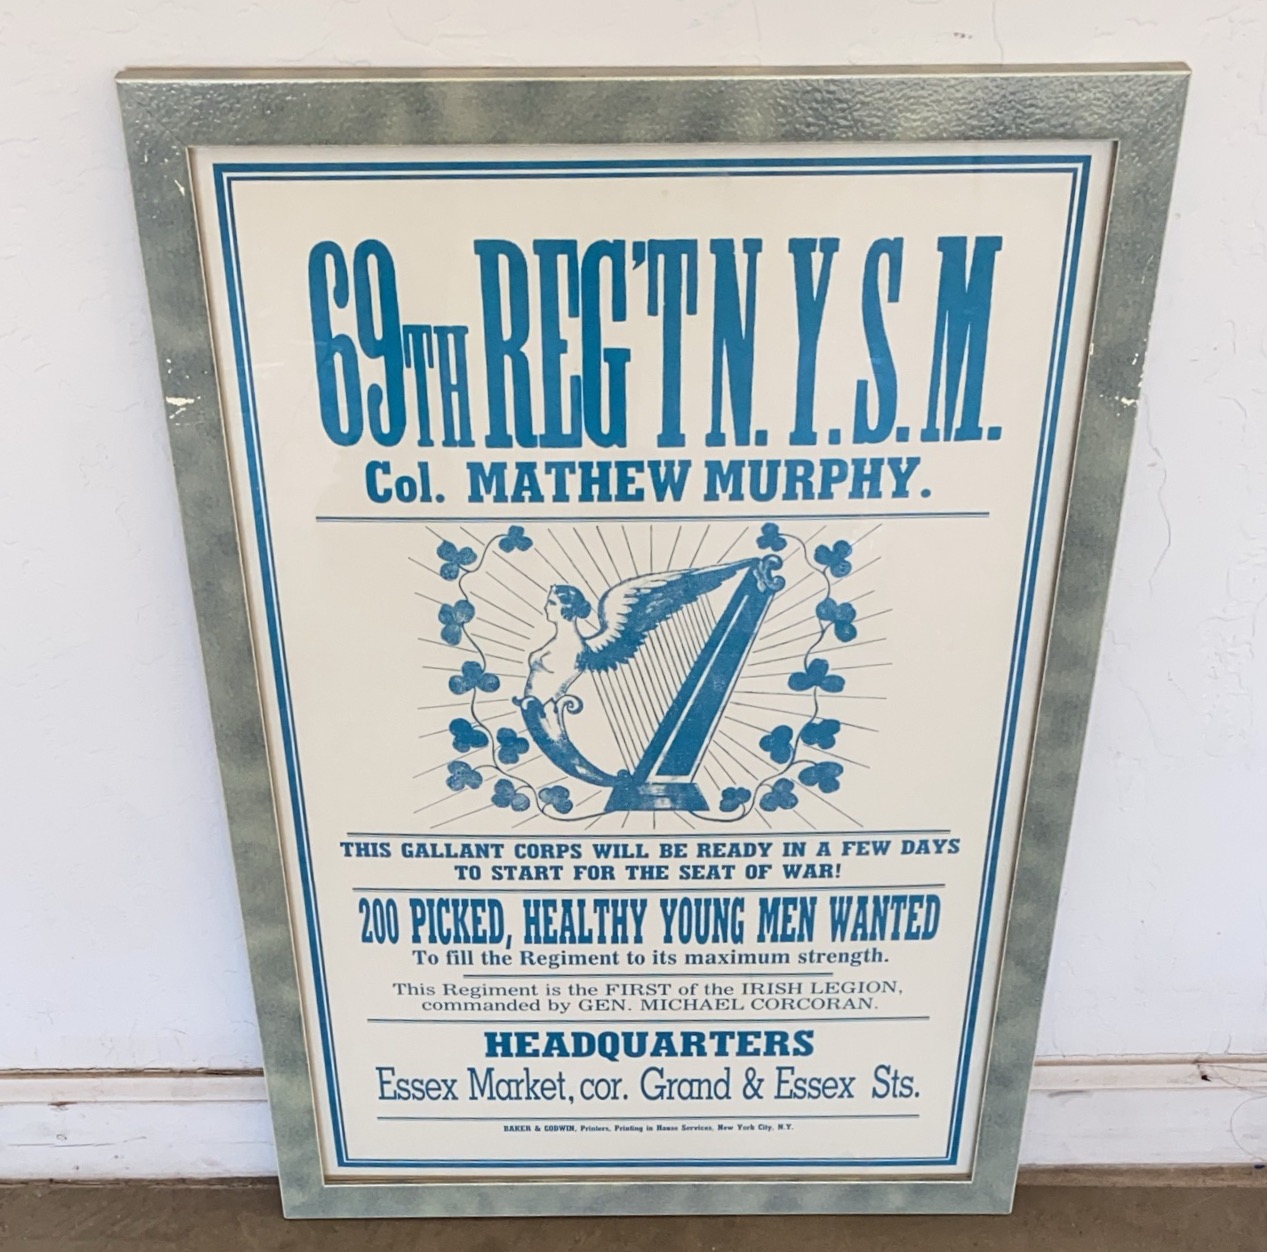 69TH REG'T N. Y. S. M.
Col. MATHEW MURPHY.
THIS GALLANT CORPS WILL BE READY IN A FEW DAYS
TO START FOR THE SEAT OF WAR!
200 PICKED, HEALTHY YOUNG MEN WANTED
To fill the Regiment to its maximum strength.
This Regiment is the FIRST of the IRISH LEGION,
commanded by GEN. MICHAEL CORCORAN.
HEADQUARTERS
Essex Market, cor. Grand & Essex Sts.
BAKER & GODWIN, Printers, Printing in House Services, New York City, N.Y.